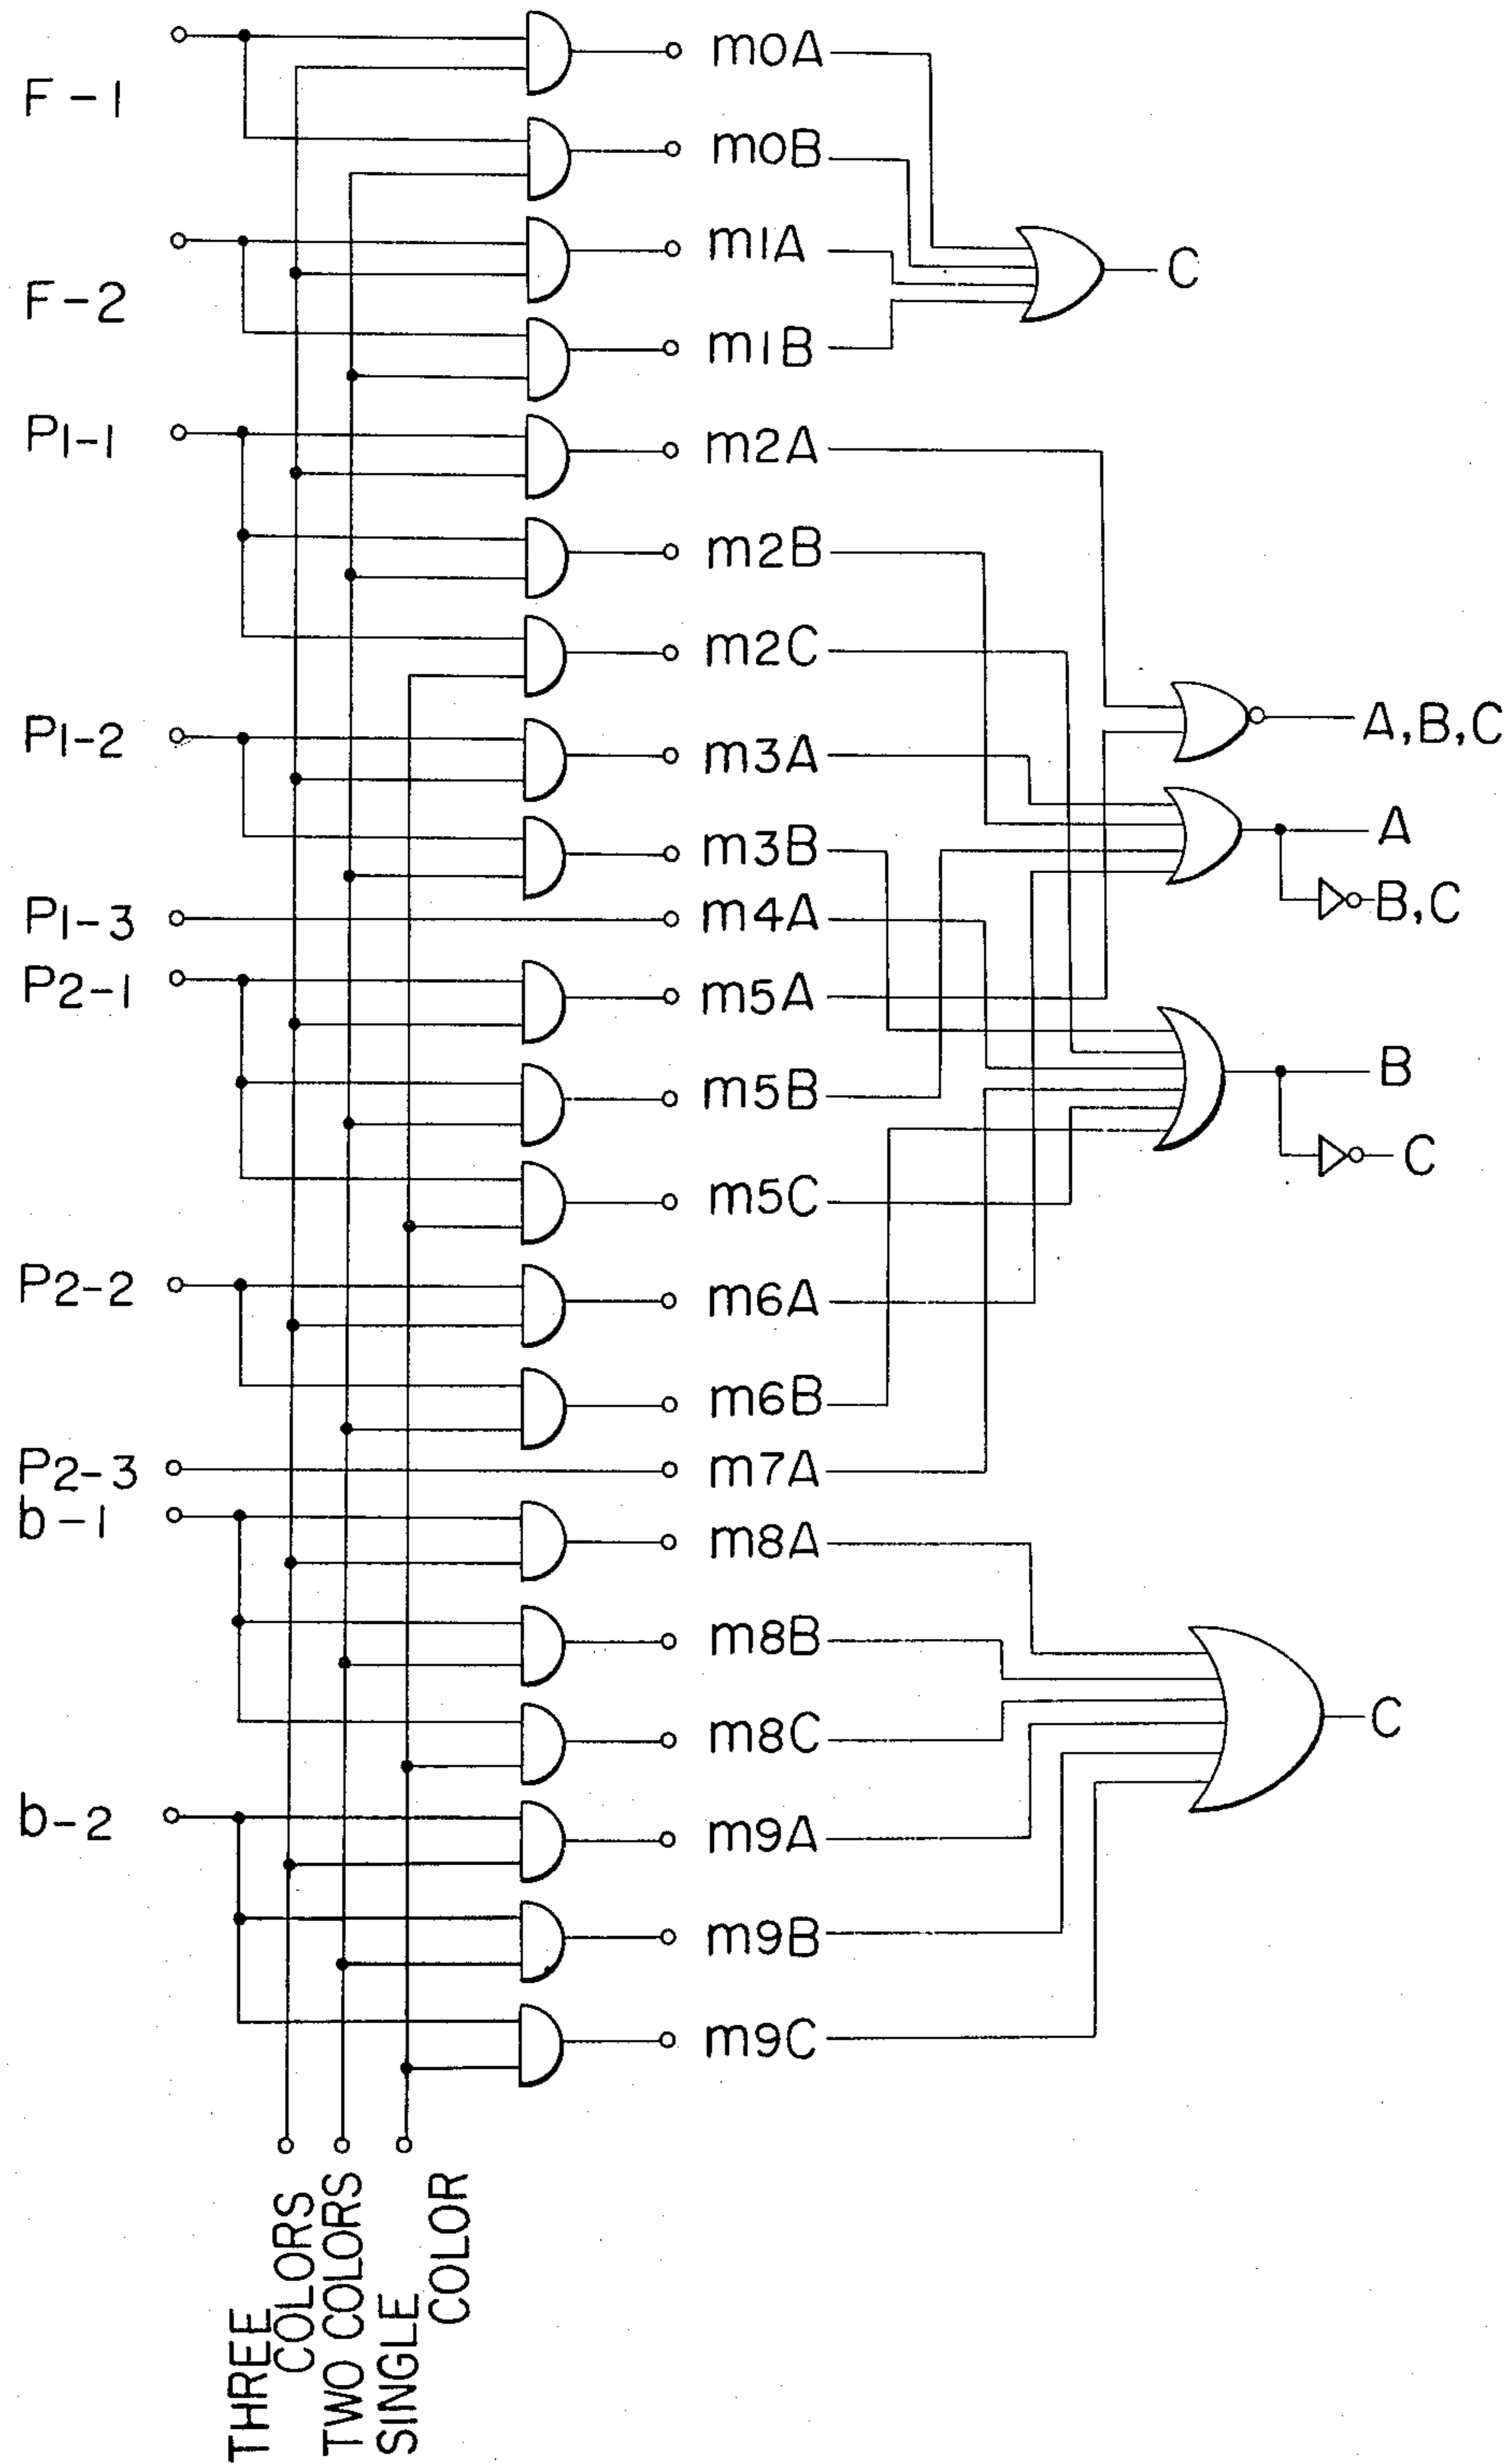 F-1
m0A
m0B
F-2
m1A
C
m1B
P1-1
m2A
m2B
m2C
P1-2
A,B,C
m3A
A
m3B
B,C
P1-3
m4A
P2-1
m5A
B
m5B
C
m5C
P2-2
m6A
m6B
P2-3
m7A
b-1
m8A
m8B
m8C
C
b-2
m9A
m9B
m9C
THREE
COLORS
TWO COLORS
SINGLE
COLOR